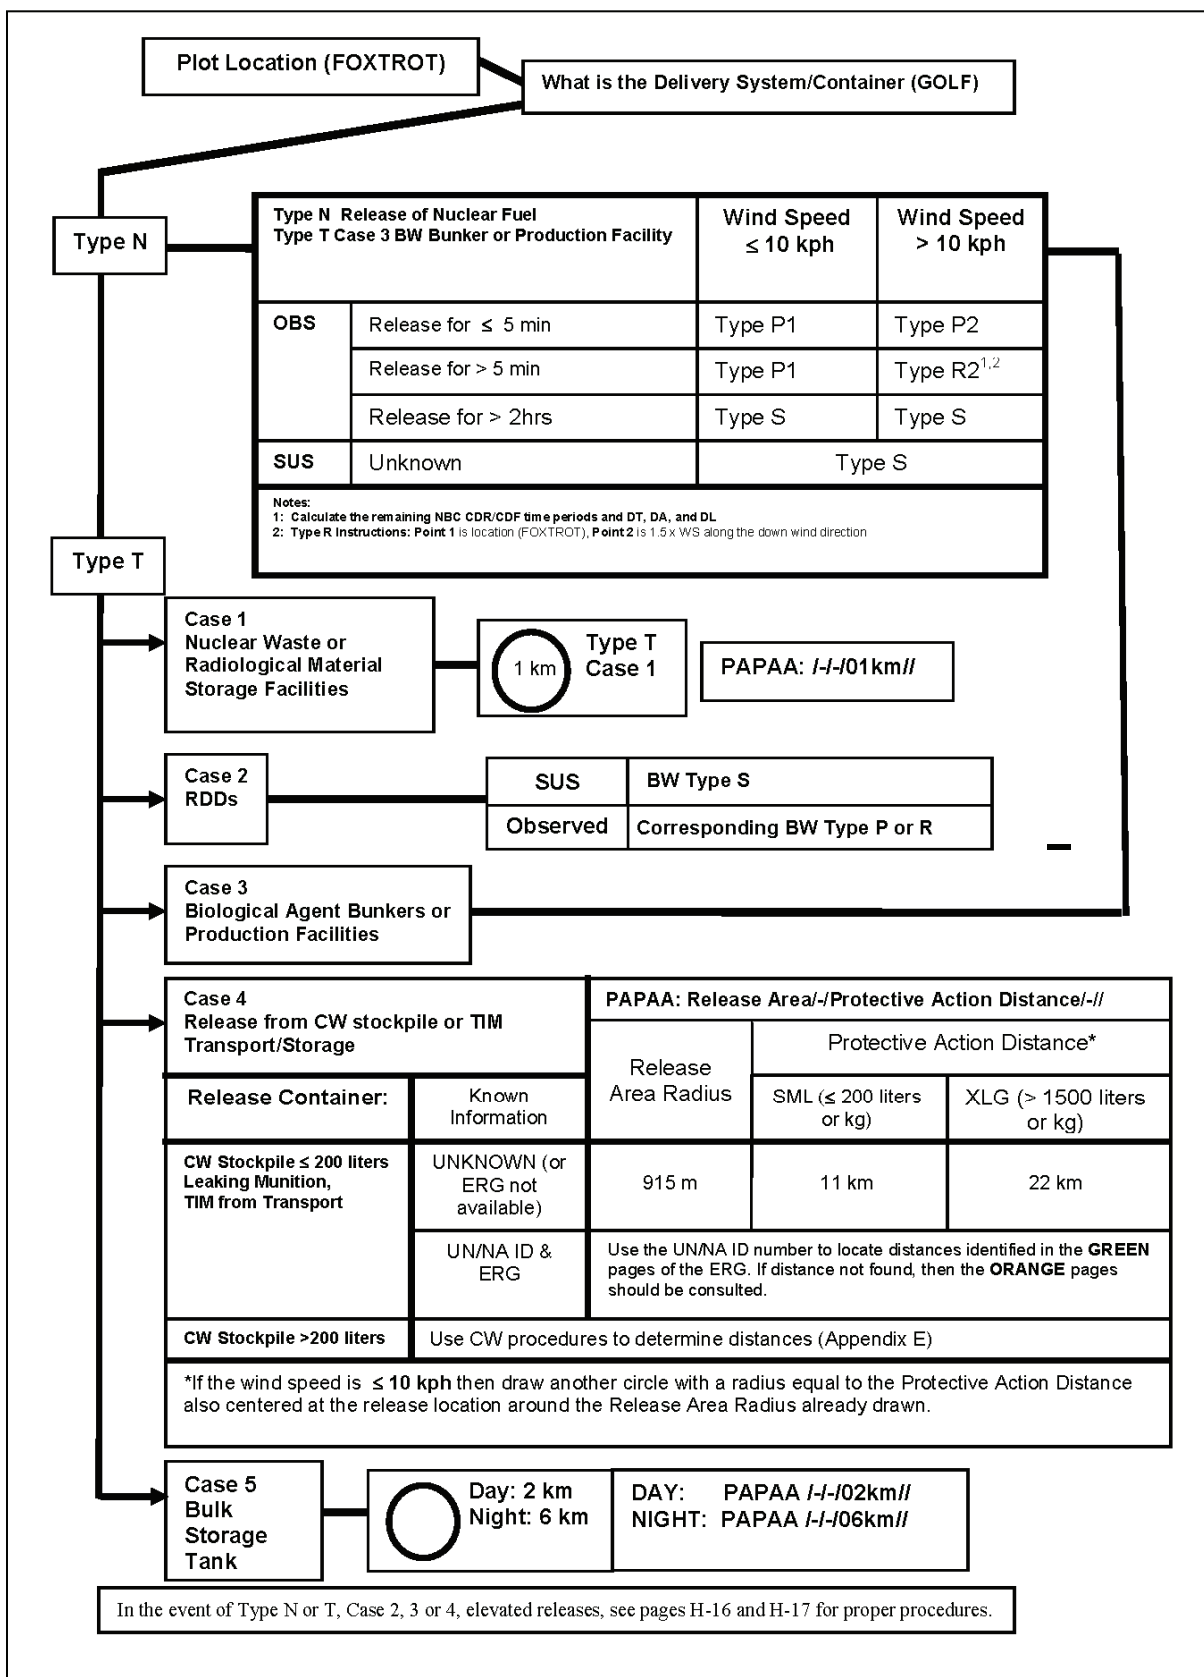 Plot Location (FOXTROT)
What is the Delivery System/Container (GOLF)
Type N
Type N Release of Nuclear Fuel
Type T Case 3 BW Bunker or Production Facility
Wind Speed
≤ 10 kph
Wind Speed
> 10 kph
OBS
Release for ≤ 5 min
Type P1
Type P2
Release for > 5 min
Type P1
Type R21,2
Release for > 2hrs
Type S
Type S
SUS
Unknown
Type S
Notes:
1: Calculate the remaining NBC CDR/CDF time periods and DT, DA, and DL
2: Type R Instructions: Point 1 is location (FOXTROT), Point 2 is 1.5 x WS along the down wind direction
Type T
Case 1
Nuclear Waste or
Radiological Material
Storage Facilities
1 km
Type T
Case 1
PAPAA: /-/-/01km//
Case 2
RDDs
SUS
BW Type S
Observed
Corresponding BW Type P or R
Case 3
Biological Agent Bunkers or
Production Facilities
Case 4
Release from CW stockpile or TIM
Transport/Storage
PAPAA: Release Area/-/Protective Action Distance/-//
Release
Area Radius
Protective Action Distance*
Release Container:
Known
Information
SML (≤ 200 liters
or kg)
XLG (> 1500 liters
or kg)
CW Stockpile ≤ 200 liters
Leaking Munition,
TIM from Transport
UNKNOWN (or
ERG not
available)
915 m
11 km
22 km
UN/NA ID &
ERG
Use the UN/NA ID number to locate distances identified in the GREEN
pages of the ERG. If distance not found, then the ORANGE pages
should be consulted.
CW Stockpile >200 liters
Use CW procedures to determine distances (Appendix E)
*If the wind speed is ≤ 10 kph then draw another circle with a radius equal to the Protective Action Distance
also centered at the release location around the Release Area Radius already drawn.
Case 5
Bulk
Storage
Tank
Day: 2 km
Night: 6 km
DAY: PAPAA /-/-/02km//
NIGHT: PAPAA /-/-/06km//
In the event of Type N or T, Case 2, 3 or 4, elevated releases, see pages H-16 and H-17 for proper procedures.